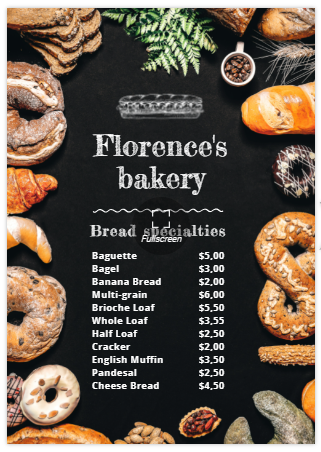 Florence's
bakery
Bread specialties
Fullscreen
Baguette $5,00
Bagel $3,00
Banana Bread $2,00
Multi-grain $6,00
Brioche Loaf $5,50
Whole Loaf $3,55
Half Loaf $2,50
Cracker $2,00
English Muffin $3,50
Pandesal $2,50
Cheese Bread $4,50